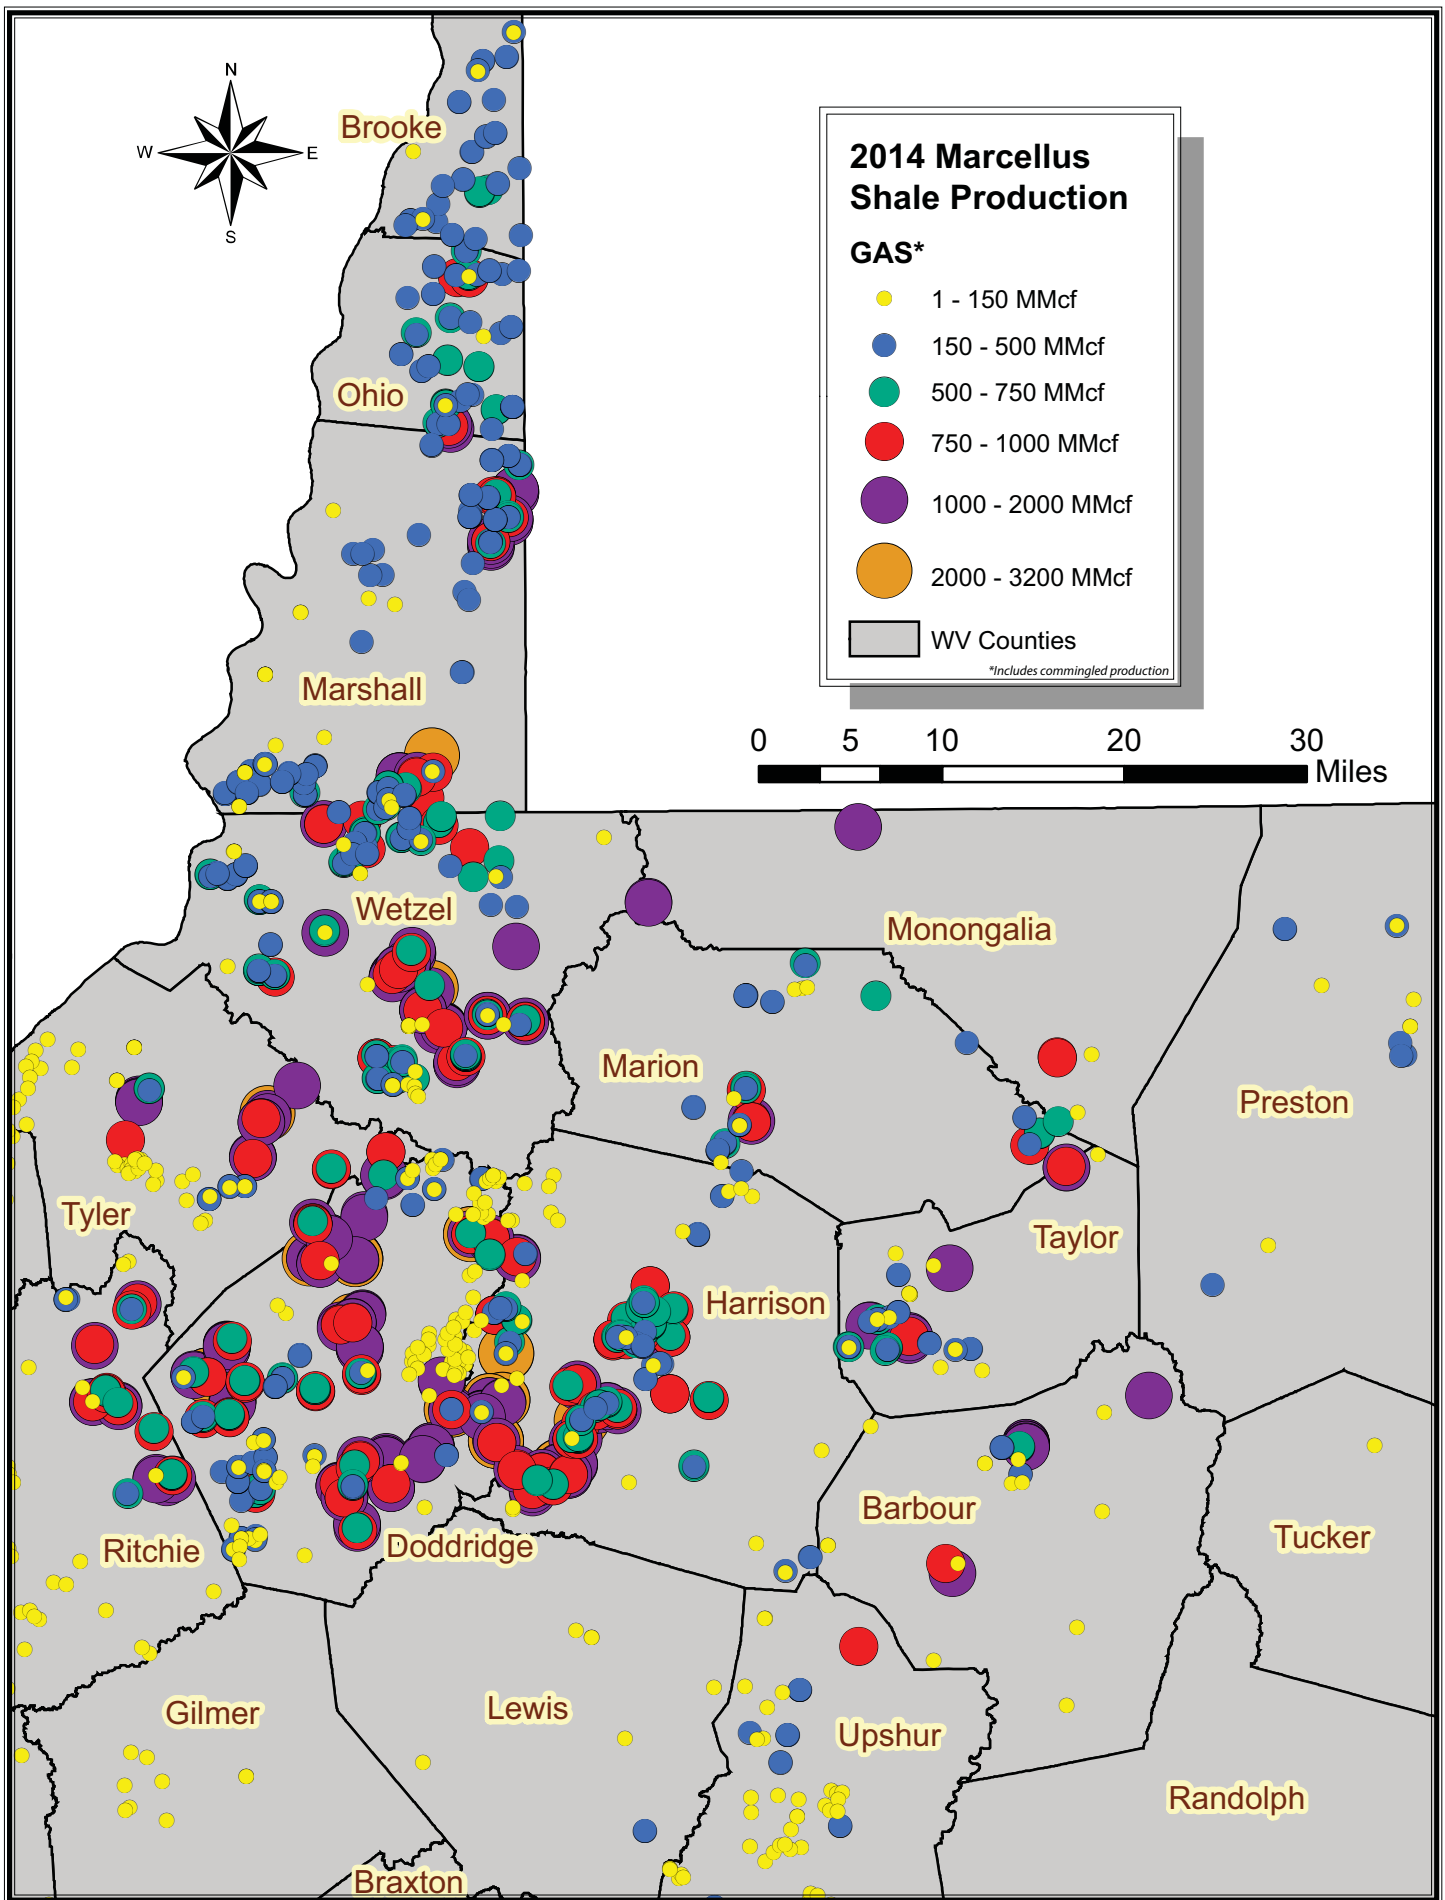 N
W
E
S
Brooke
2014 Marcellus
Shale Production
GAS*
1 - 150 MMcf
150 - 500 MMcf
500 - 750 MMcf
750 - 1000 MMcf
1000 - 2000 MMcf
2000 - 3200 MMcf
WV Counties
*Includes commingled production
Ohio
Marshall
0 5 10 20 30
Miles
Wetzel
Monongalia
Marion
Preston
Tyler
Taylor
Harrison
Barbour
Tucker
Ritchie
Doddridge
Gilmer
Lewis
Upshur
Randolph
Braxton